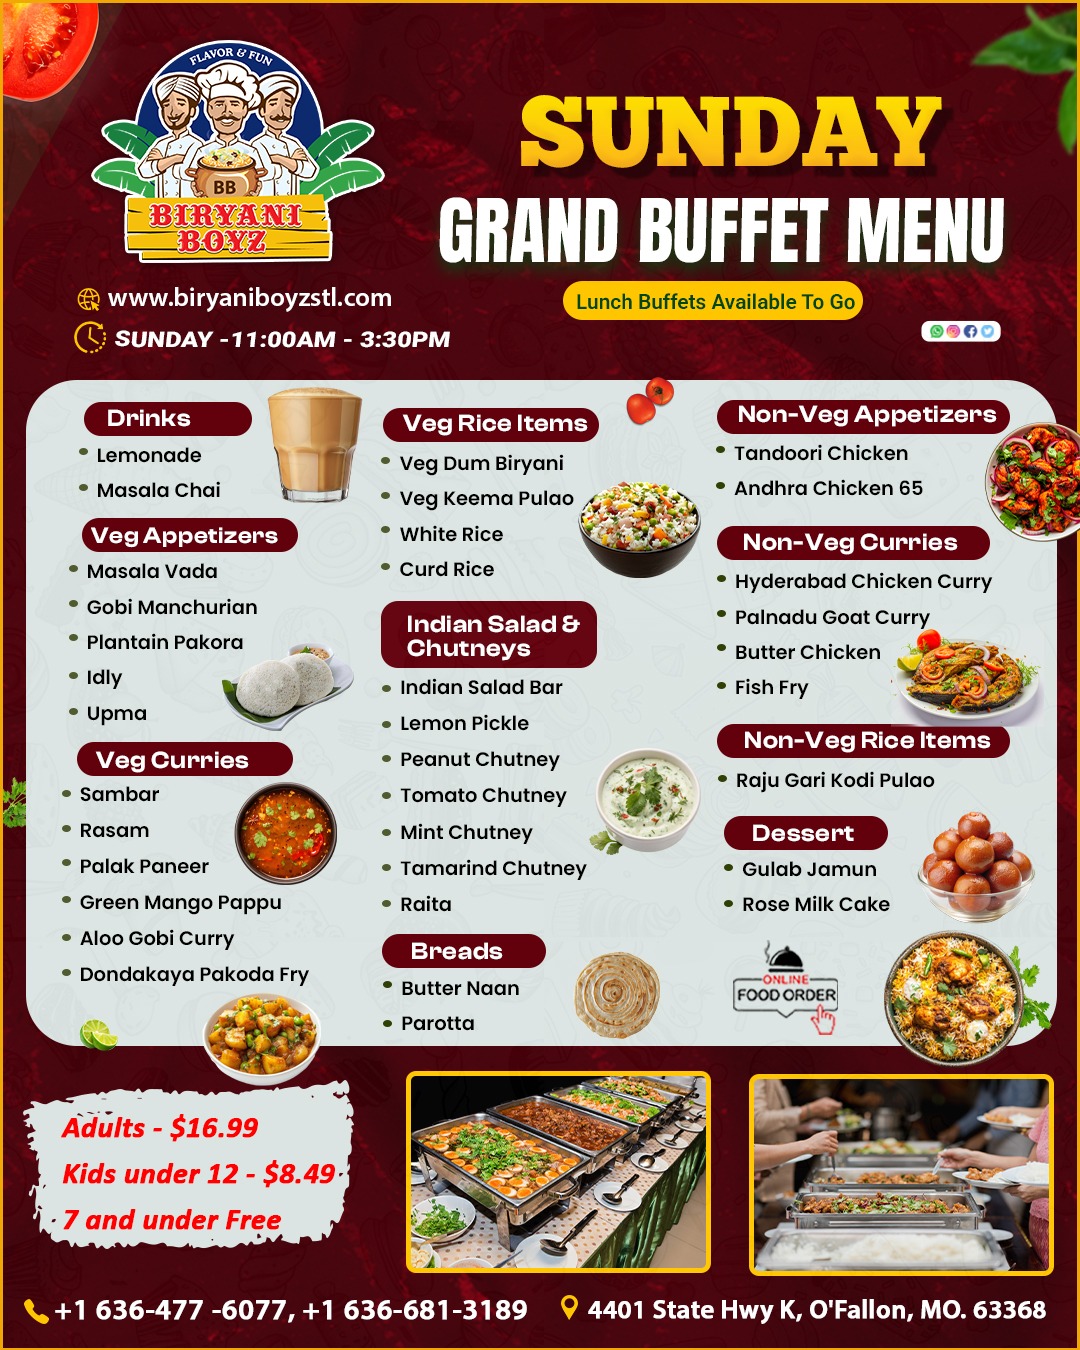 FLAVOR & FUN
BB
BIRYANI
BOYZ
SUNDAY
GRAND BUFFET MENU
www.biryaniboyzstl.com
Lunch Buffets Available To Go
SUNDAY -11:00AM - 3:30PM
Drinks
Lemonade
Masala Chai
Veg Appetizers
Masala Vada
Gobi Manchurian
Plantain Pakora
Idly
Upma
Veg Curries
Sambar
Rasam
Palak Paneer
Green Mango Pappu
Aloo Gobi Curry
Dondakaya Pakoda Fry
Veg Rice Items
Veg Dum Biryani
Veg Keema Pulao
White Rice
Curd Rice
Indian Salad &
Chutneys
Indian Salad Bar
Lemon Pickle
Peanut Chutney
Tomato Chutney
Mint Chutney
Tamarind Chutney
Raita
Breads
Butter Naan
Parotta
Non-Veg Appetizers
Tandoori Chicken
Andhra Chicken 65
Non-Veg Curries
Hyderabad Chicken Curry
Palnadu Goat Curry
Butter Chicken
Fish Fry
Non-Veg Rice Items
Raju Gari Kodi Pulao
Dessert
Gulab Jamun
Rose Milk Cake
ONLINE
FOOD ORDER
Adults - $16.99
Kids under 12 - $8.49
7 and under Free
+1 636-477 -6077, +1 636-681-3189
4401 State Hwy K, O'Fallon, MO. 63368